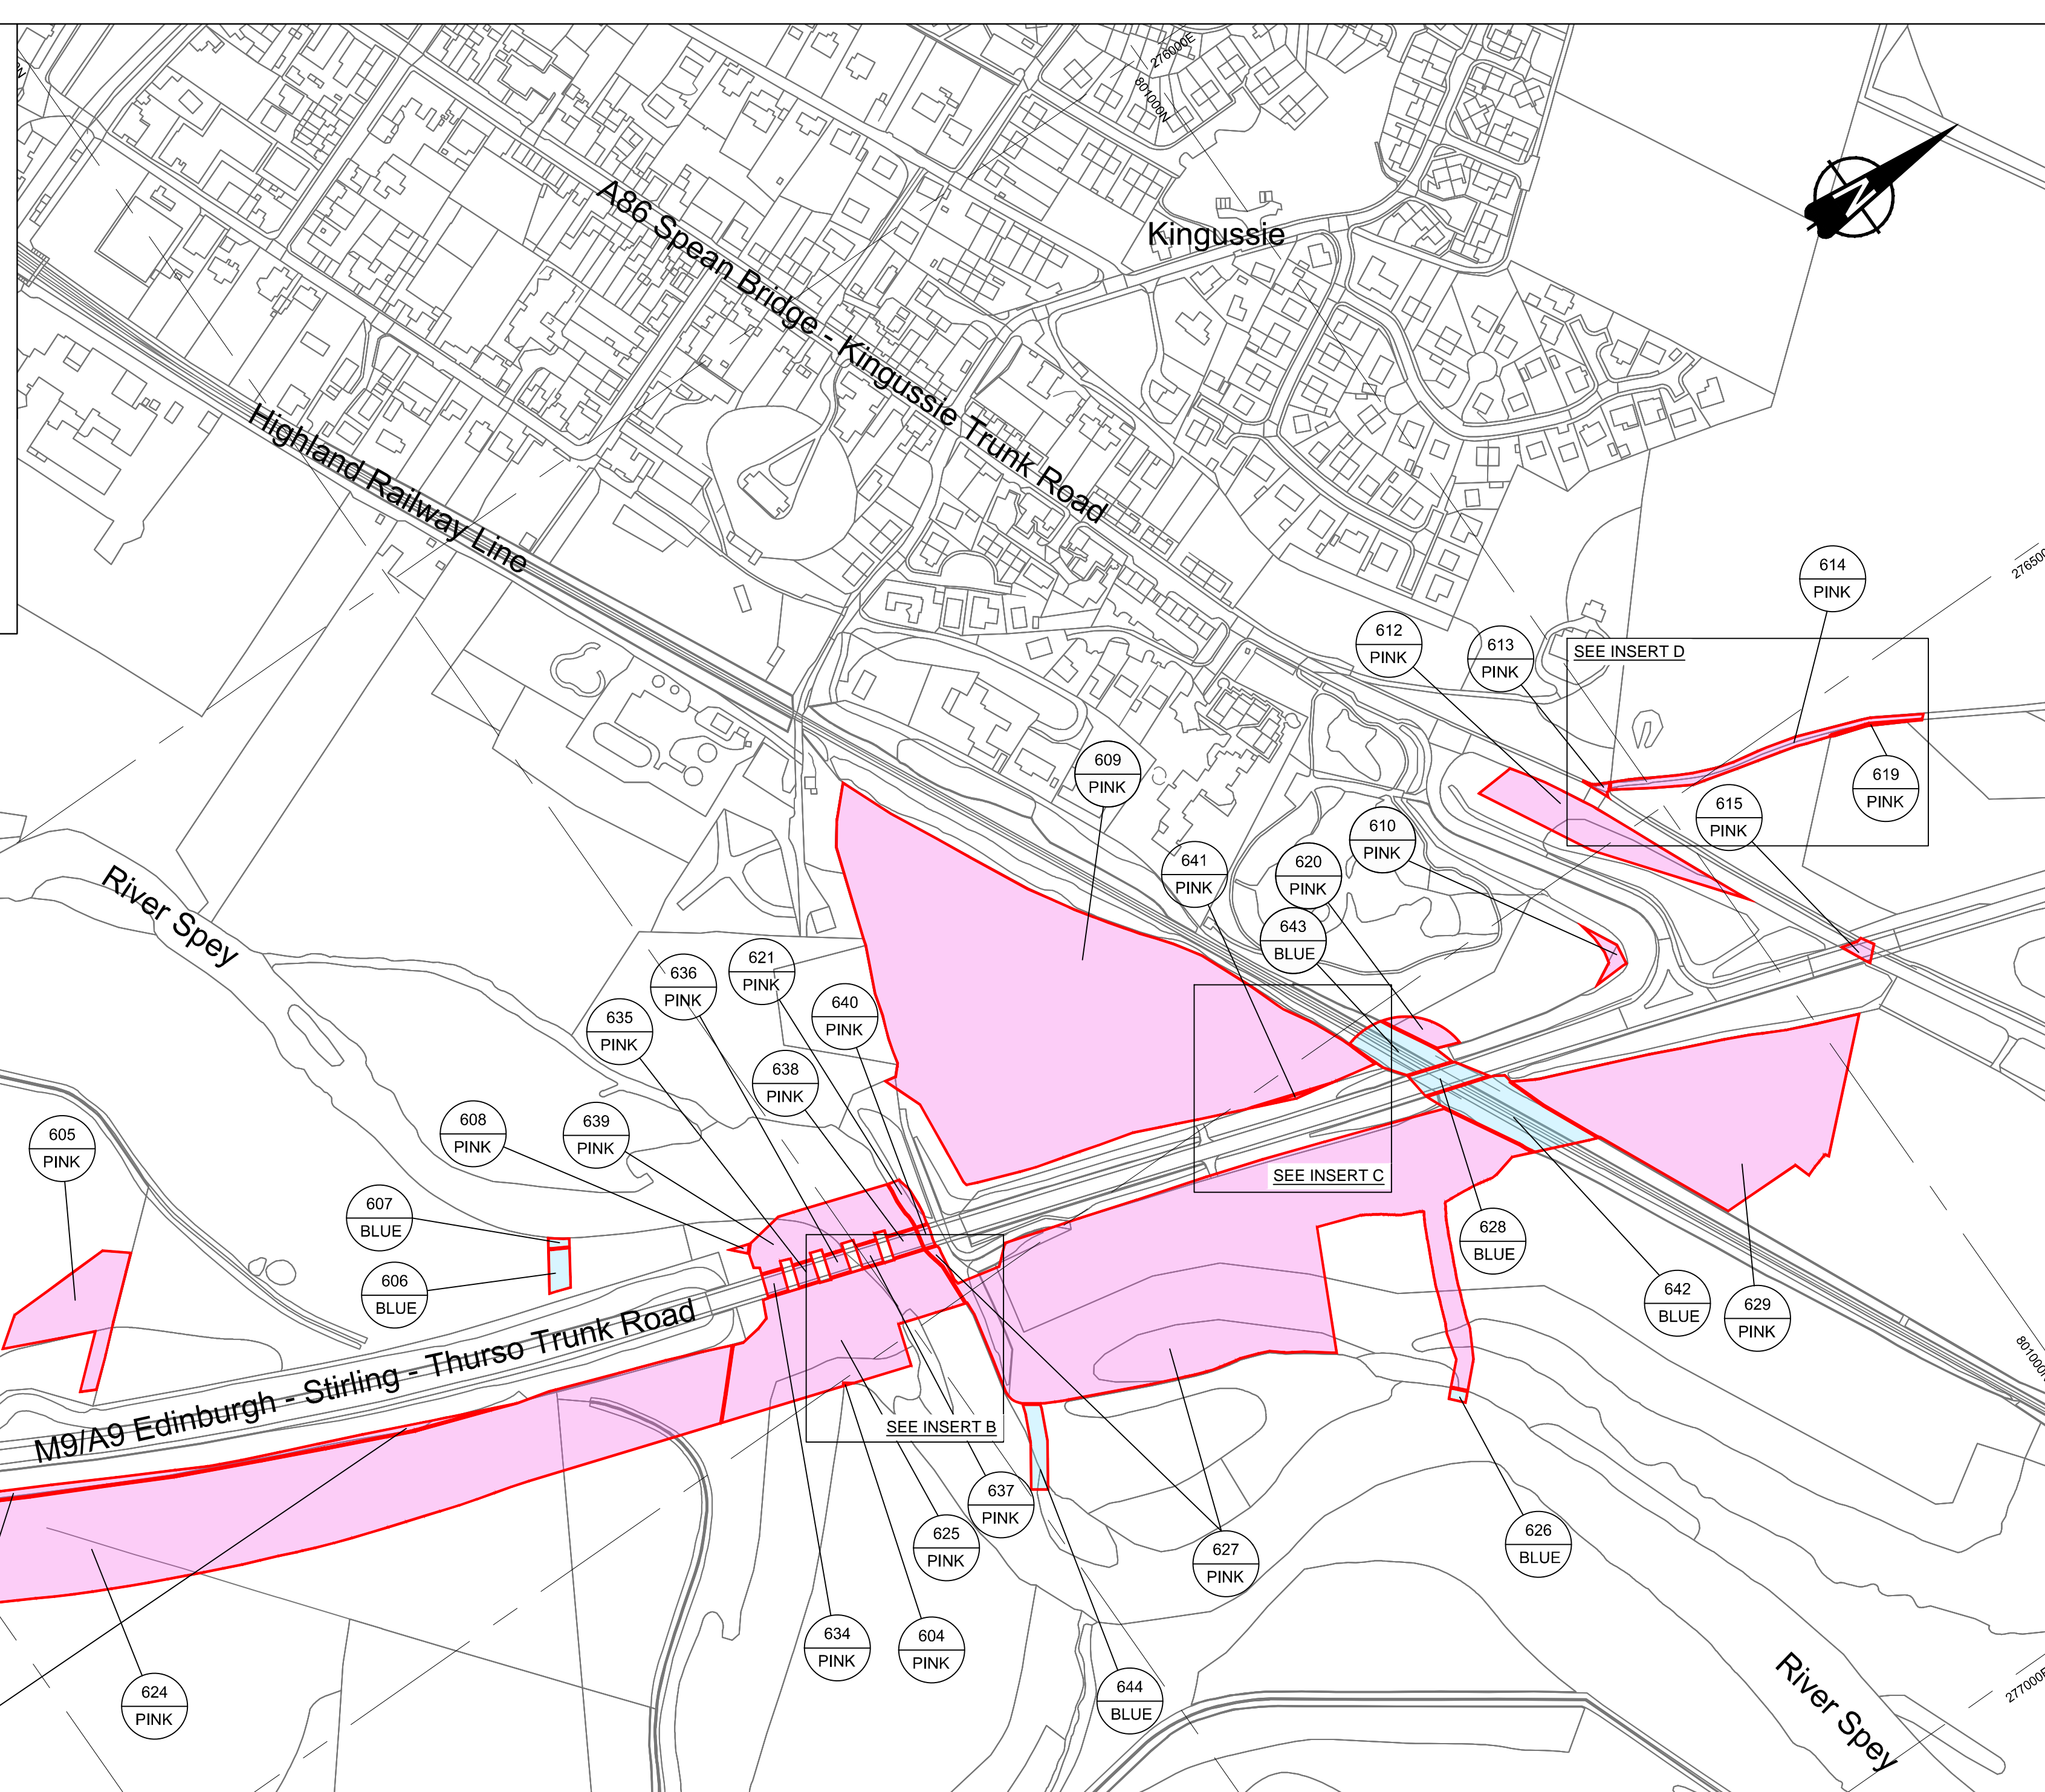 276000E
801000N
A86 Spean Bridge - Kingussie Trunk Road
Kingussie
N
Highland Railway Line
614
PINK
612
PINK
613
PINK
SEE INSERT D
609
PINK
619
PINK
615
PINK
610
PINK
641
PINK
620
PINK
643
BLUE
River Spey
621
PINK
636
PINK
640
PINK
635
PINK
638
PINK
608
PINK
639
PINK
605
PINK
SEE INSERT C
607
BLUE
606
BLUE
628
BLUE
642
BLUE
629
PINK
M9/A9 Edinburgh - Stirling - Thurso Trunk Road
SEE INSERT B
637
PINK
625
PINK
627
PINK
626
BLUE
634
PINK
604
PINK
624
PINK
644
BLUE
River Spey